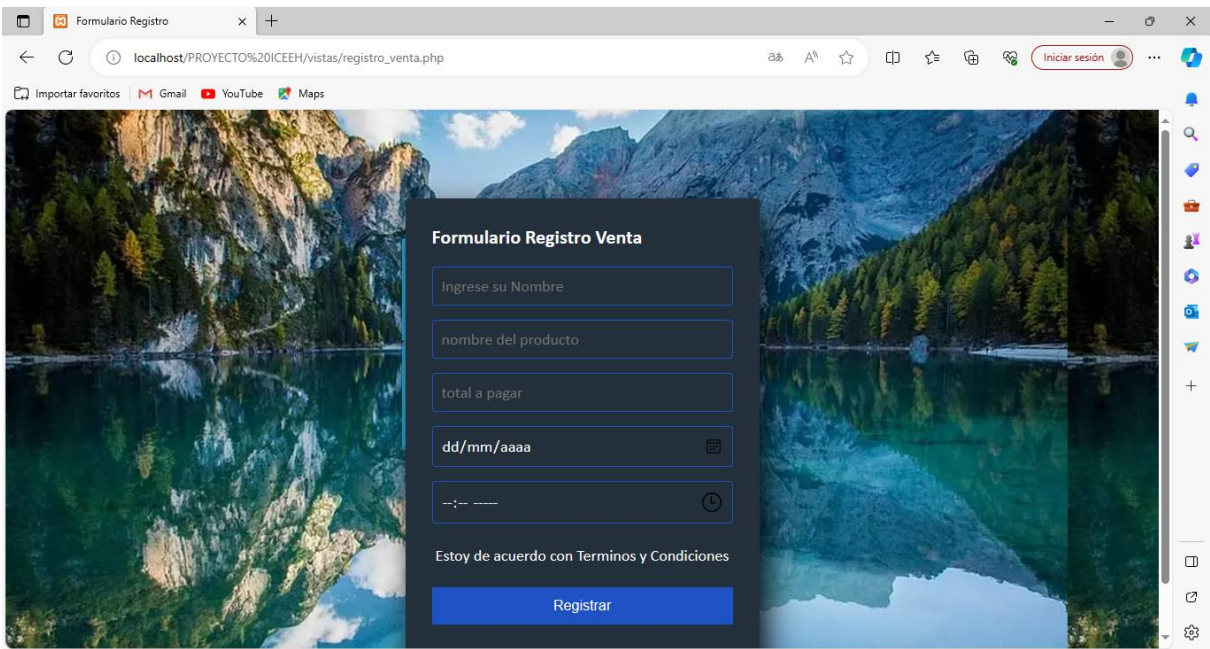 Formulario Registro
localhost/PROYECTO%20ICEEH/vistas/registro_venta.php
Iniciar sesión
Importar favoritos
Gmail
YouTube
Maps
Formulario Registro Venta
Ingrese su Nombre
nombre del producto
total a pagar
dd/mm/aaaa
--:-- -----
Estoy de acuerdo con Terminos y Condiciones
Registrar